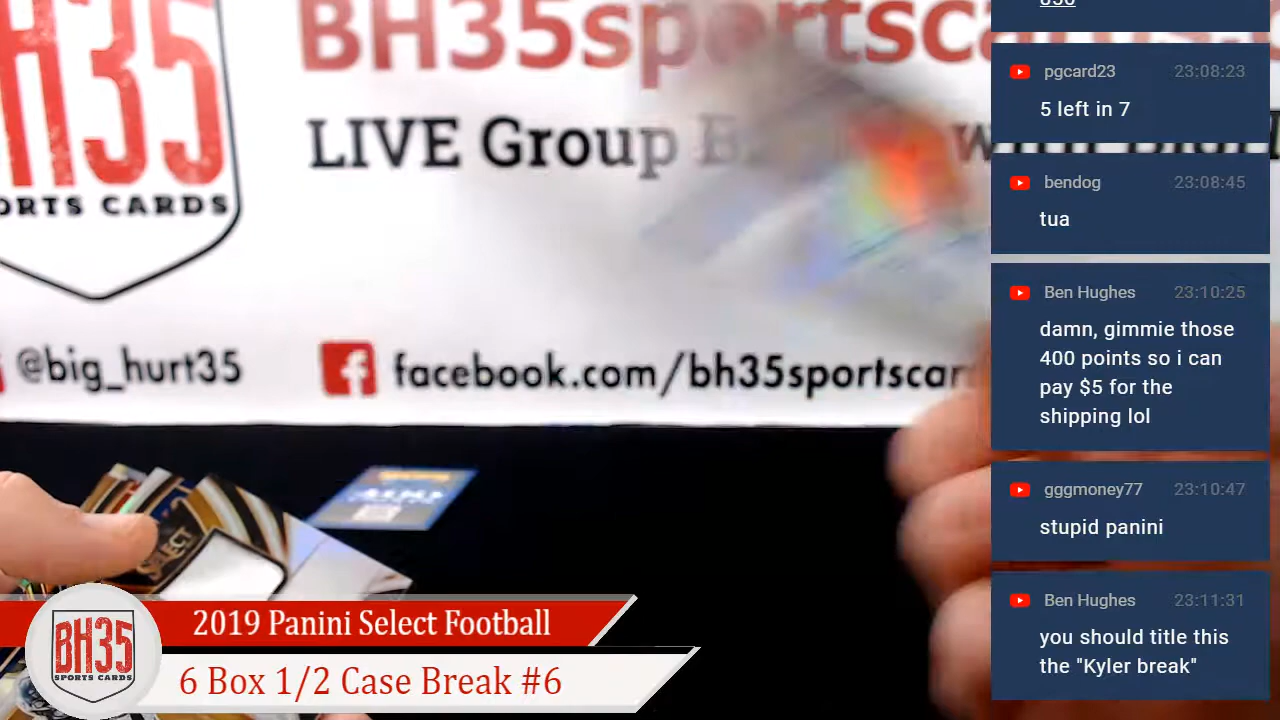 BH35
ORTS CARDS
BH35sportsca
LIVE Group B
@big_hurt35
facebook.com/bh35sportscar
SELECT
BH35
SPORTS CARDS
2019 Panini Select Football
6 Box 1/2 Case Break #6
pgcard23 23:08:23
5 left in 7
bendog 23:08:45
tua
Ben Hughes 23:10:25
damn, gimmie those
400 points so i can
pay $5 for the
shipping lol
gggmoney77 23:10:47
stupid panini
Ben Hughes 23:11:31
you should title this
the "Kyler break"